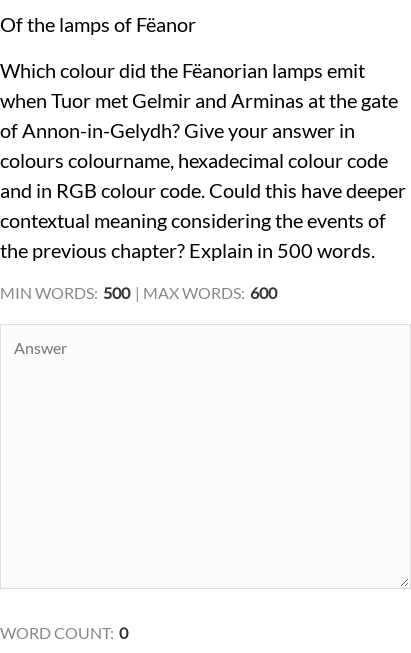 Of the lamps of Fëanor
Which colour did the Fëanorian lamps emit
when Tuor met Gelmir and Arminas at the gate
of Annon-in-Gelydh? Give your answer in
colours colourname, hexadecimal colour code
and in RGB colour code. Could this have deeper
contextual meaning considering the events of
the previous chapter? Explain in 500 words.
MIN WORDS: 500 | MAX WORDS: 600
Answer
WORD COUNT: 0